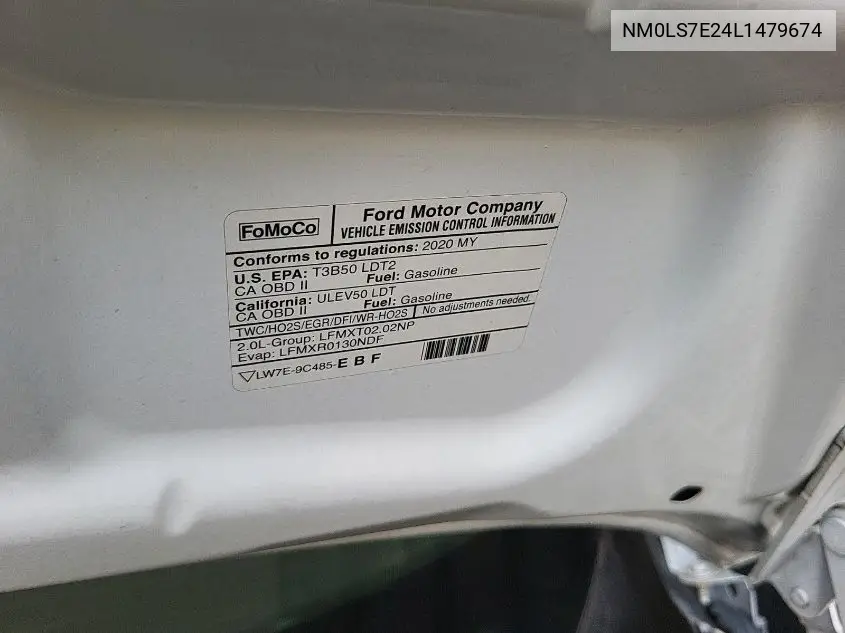 NM0LS7E24L1479674
FoMoCo
Ford Motor Company
VEHICLE EMISSION CONTROL INFORMATION
Conforms to regulations: 2020 MY
U.S. EPA: T3B50 LDT2
CA OBD II Fuel: Gasoline
California: ULEV50 LDT
CA OBD II Fuel: Gasoline
TWC/HO2S/EGR/DFI/WR-HO2S No adjustments needed.
2.0L-Group: LFMXT02.02NP
Evap: LFMXR0130NDF
LW7E-9C485-E B F